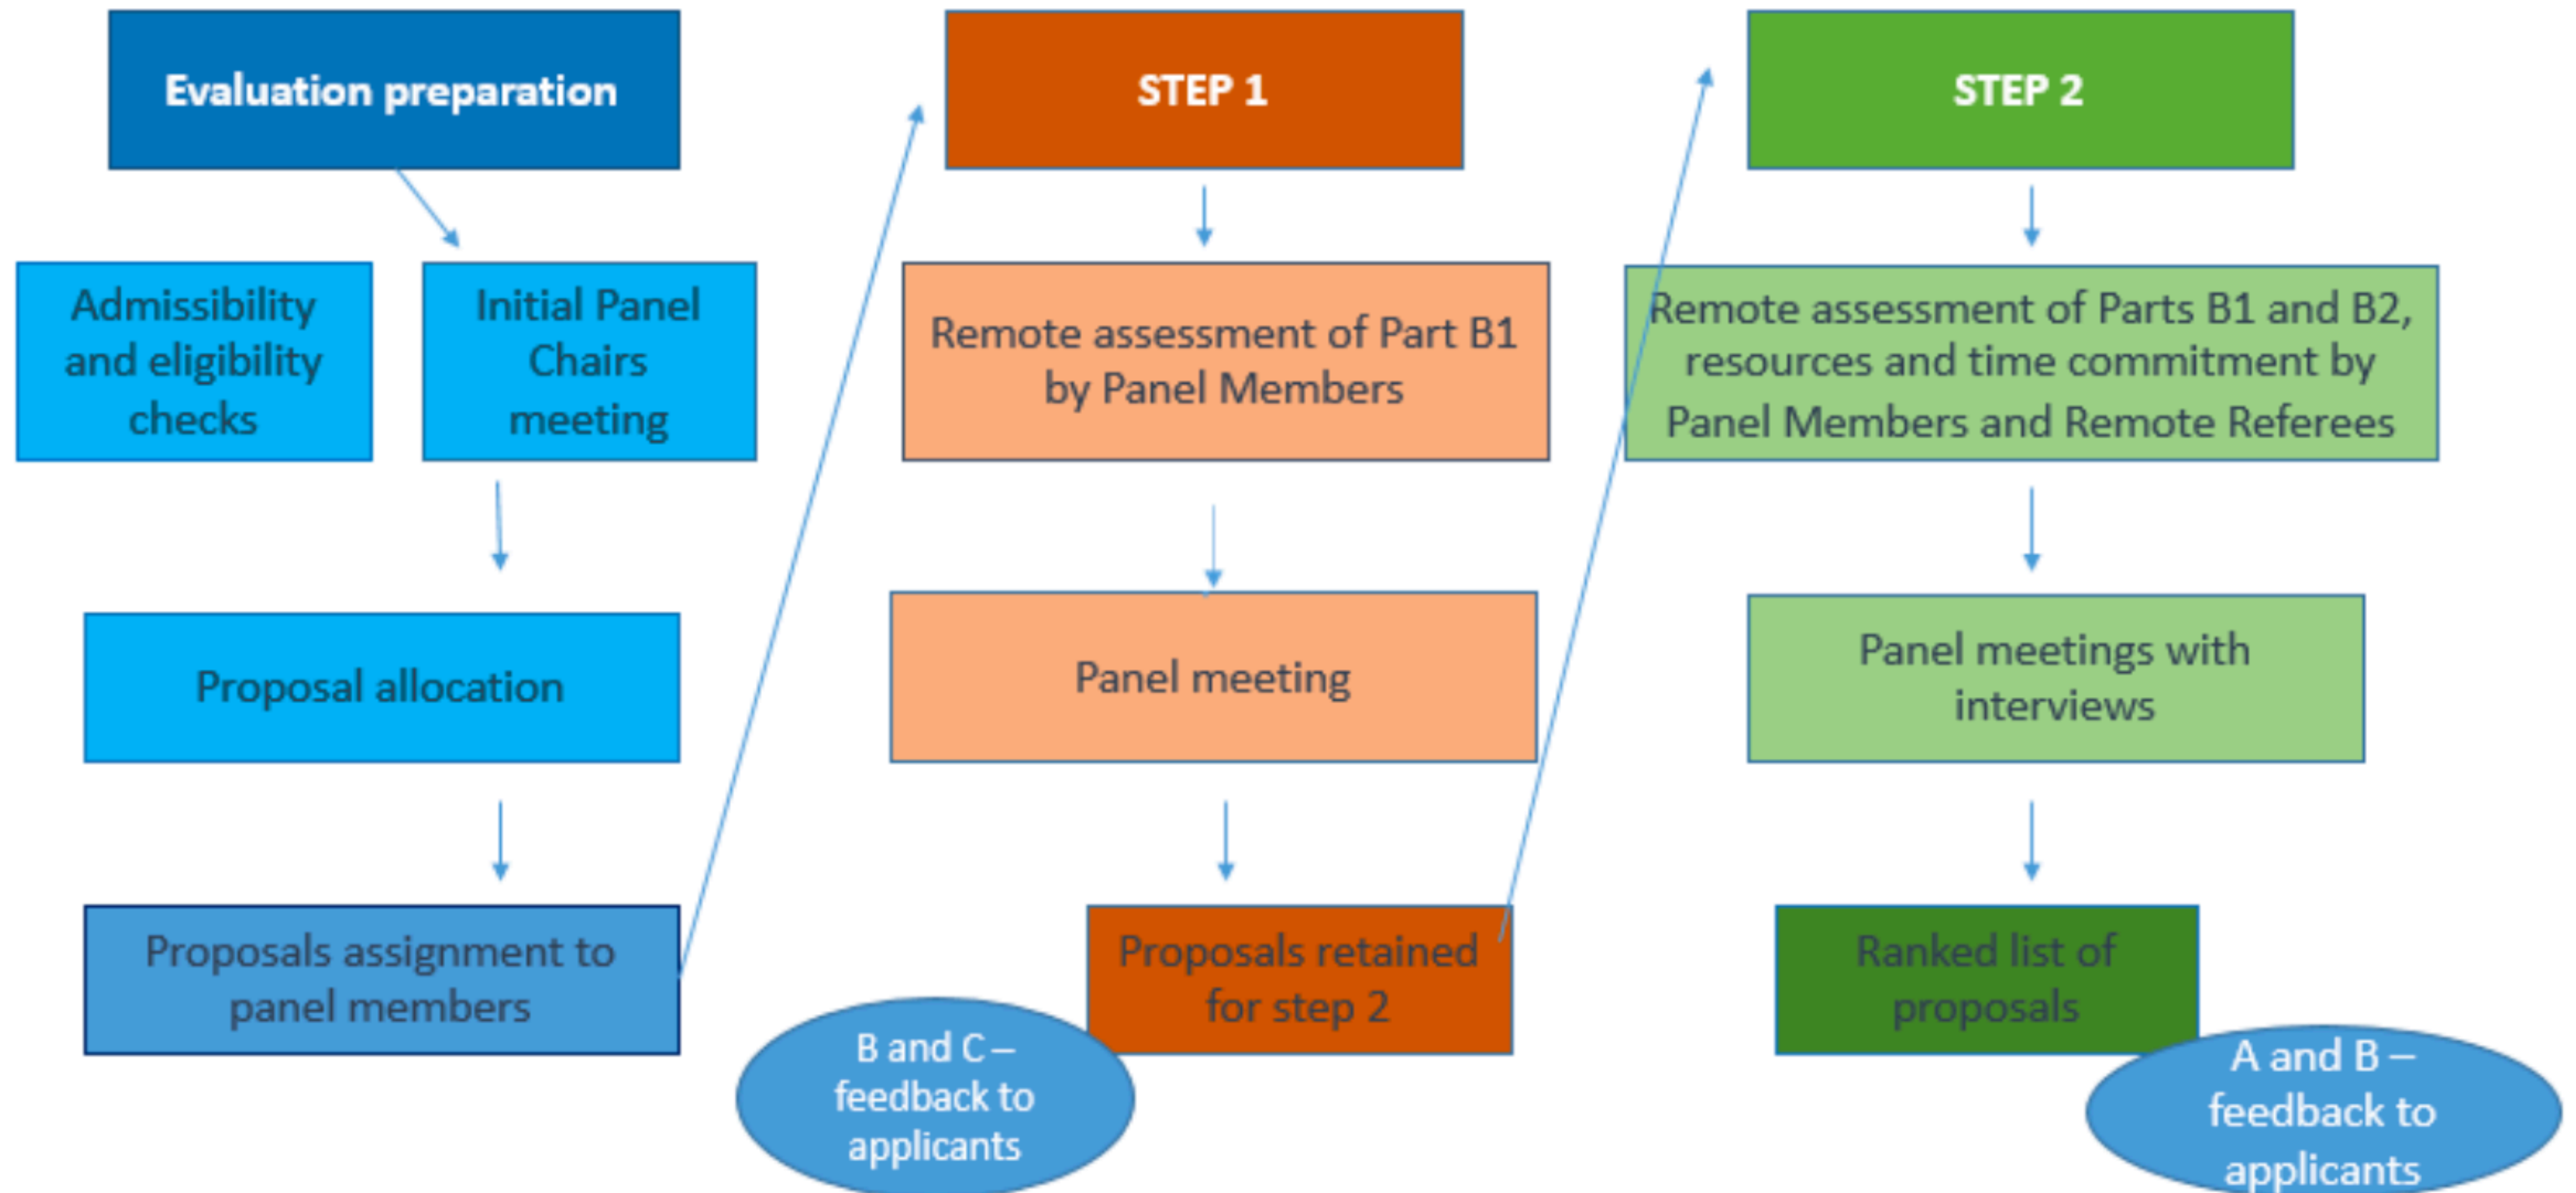 Evaluation preparation
Admissibility
and eligibility
checks
Initial Panel
Chairs
meeting
Proposal allocation
Proposals assignment to
panel members
STEP 1
Remote assessment of Part B1
by Panel Members
Panel meeting
Proposals retained
for step 2
B and C –
feedback to
applicants
STEP 2
Remote assessment of Parts B1 and B2,
resources and time commitment by
Panel Members and Remote Referees
Panel meetings with
interviews
Ranked list of
proposals
A and B –
feedback to
applicants